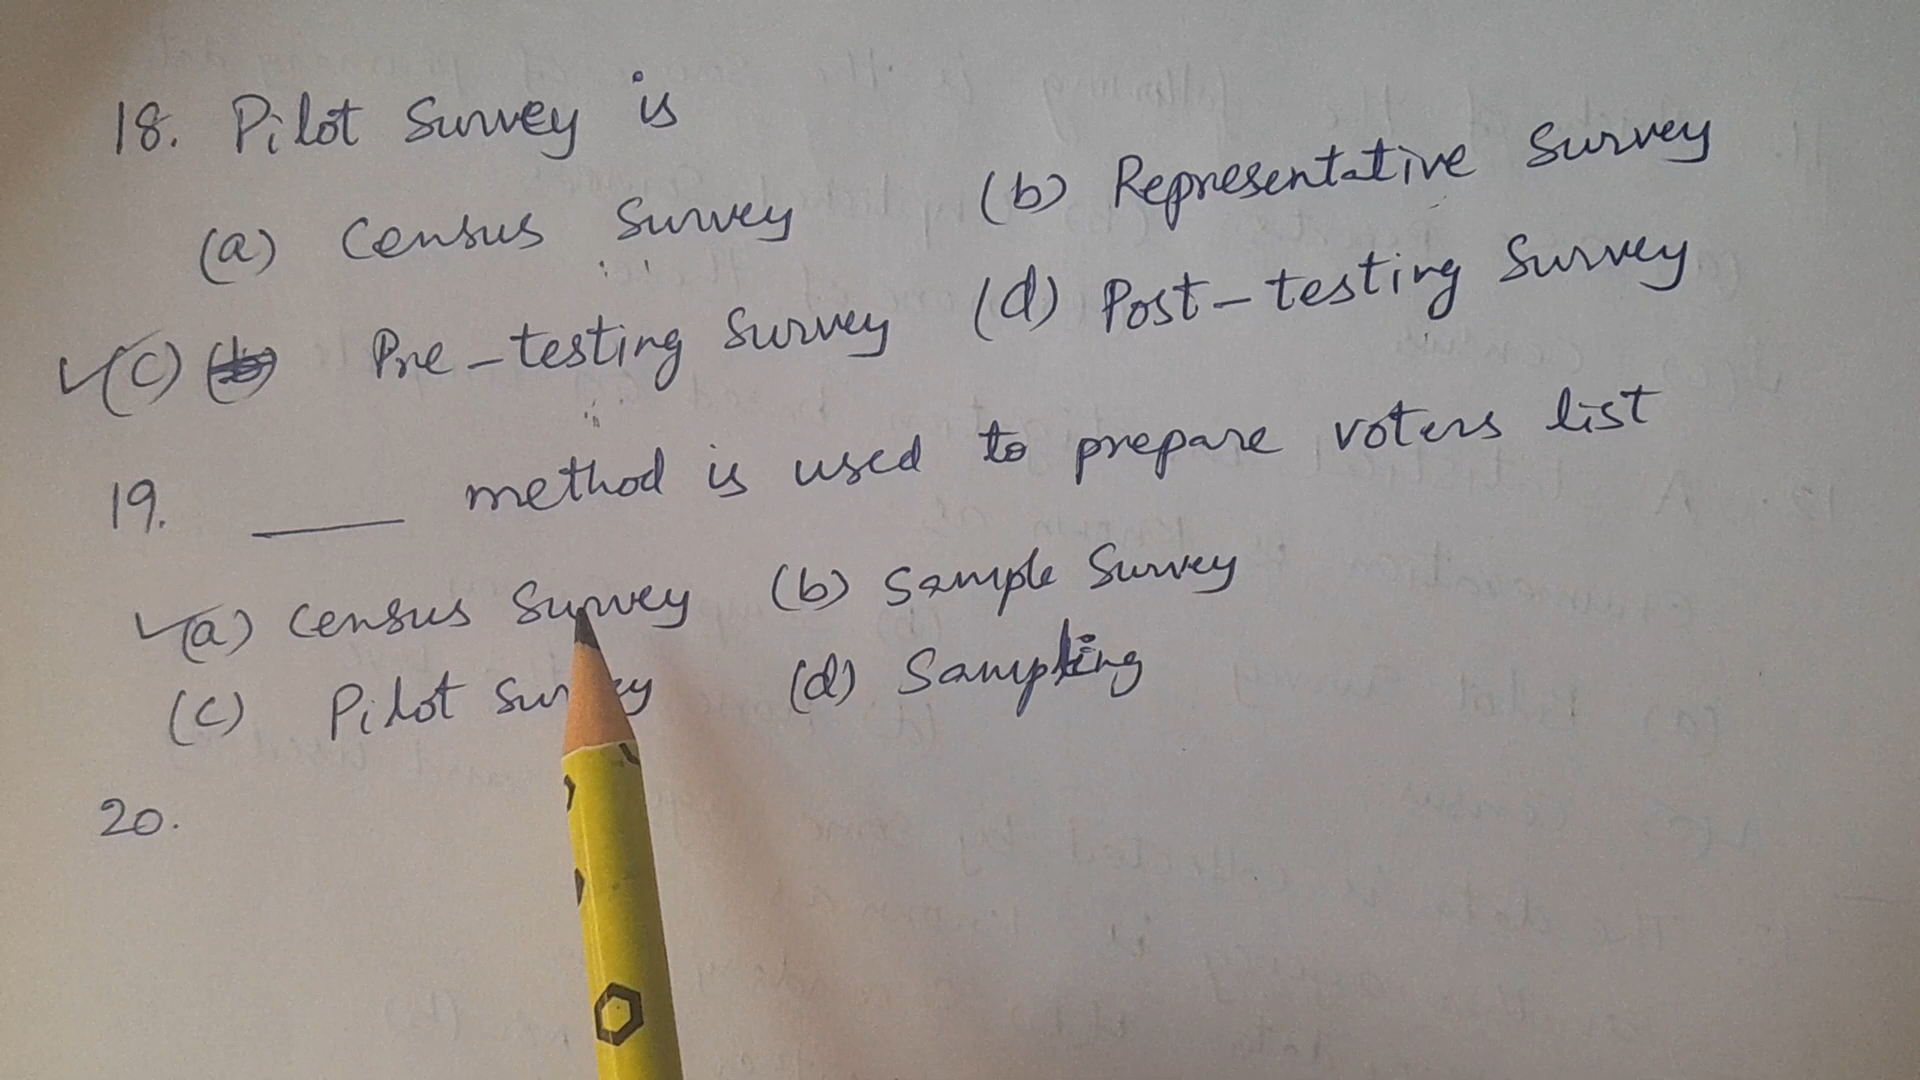 18. Pilot Survey is
(a) Census Survey (b) Representative Survey
(c) Pre-testing Survey (d) Post-testing Survey
19. ____ method is used to prepare voters list
(a) Census Survey (b) Sample Survey
(c) Pilot Survey (d) Sampling
20.